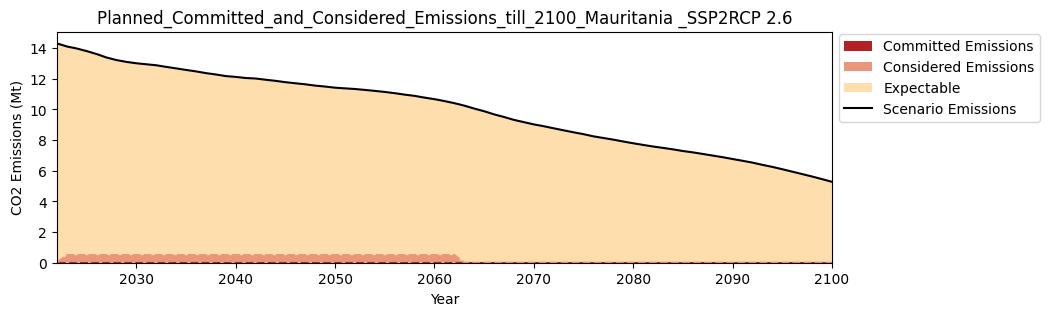 Planned_Committed_and_Considered_Emissions_till_2100_Mauritania _SSP2RCP 2.6
CO2 Emissions (Mt)
14
12
10
8
6
4
2
0
2030
2040
2050
2060
2070
2080
2090
2100
Year
Committed Emissions
Considered Emissions
Expectable
Scenario Emissions